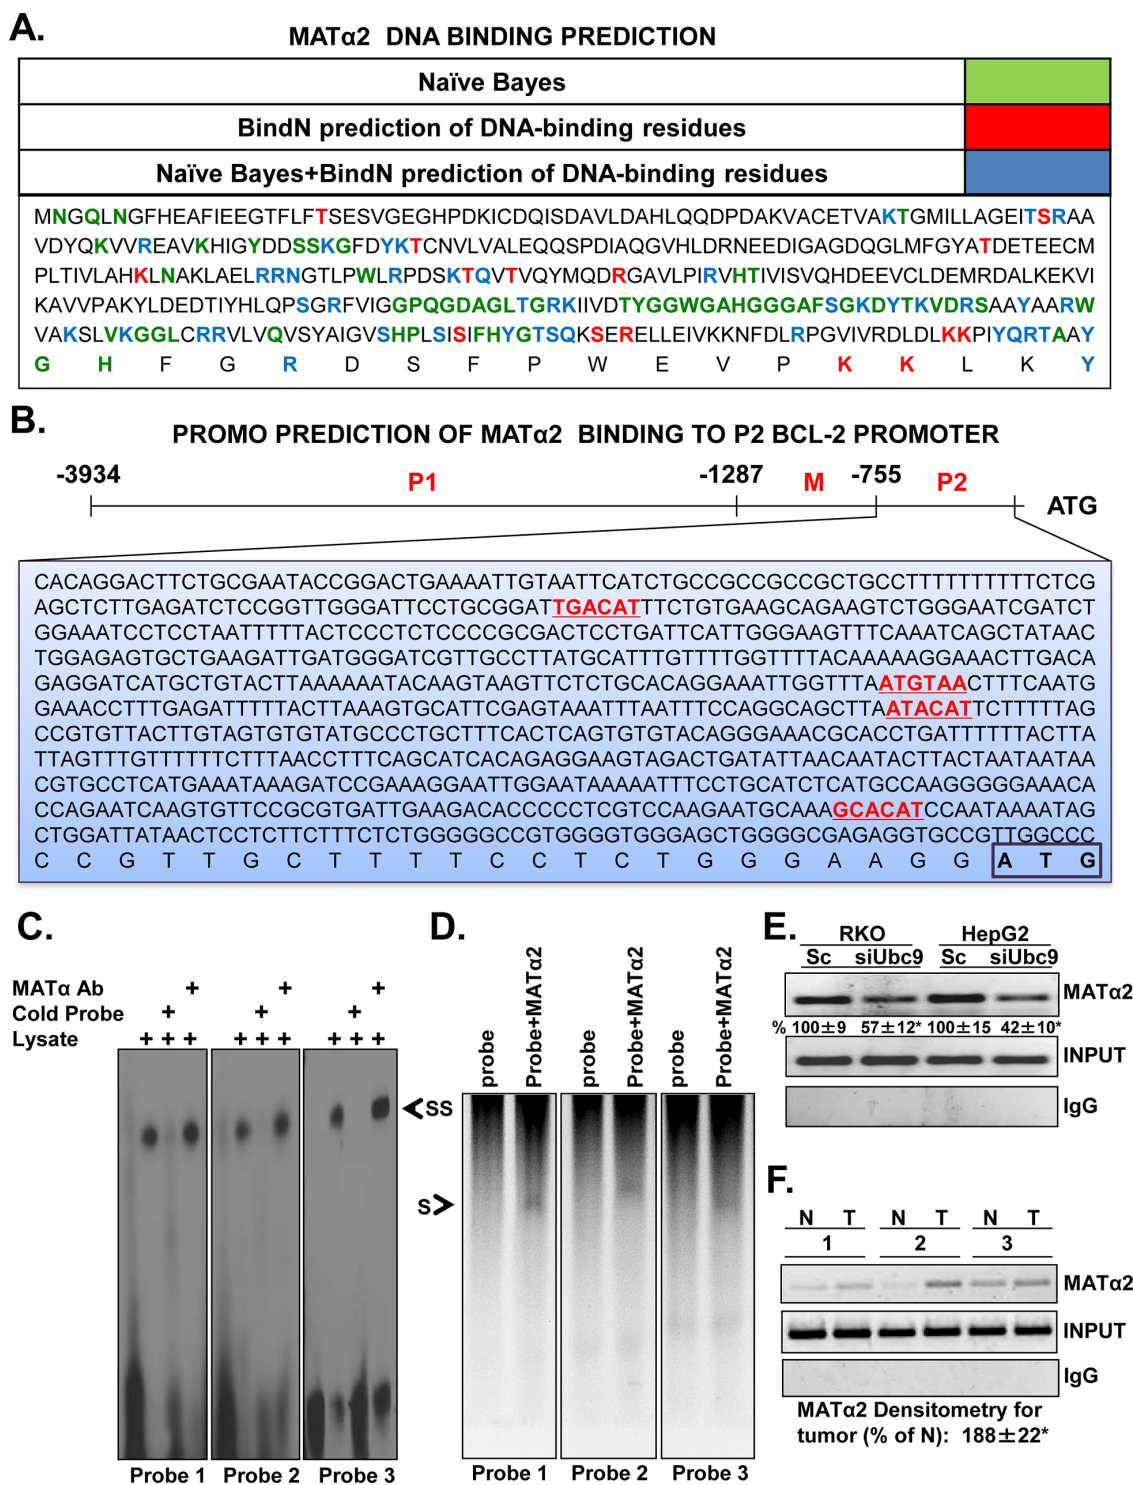 A.
MATα2 DNA BINDING PREDICTION
Naïve Bayes
BindN prediction of DNA-binding residues
Naïve Bayes+BindN prediction of DNA-binding residues
MNGQLNGFHEAFIEEGTFLFTSESVGEGHPDKICDQISDAVLDAHLQQDPDAKVACETVAKTGMILLAGEITSRAA
VDYQKVVREAVKHIGYDDSSKGFDYKTCNVLVALEQQSPDIAQGVHLDRNEEDIGAGDQGLMFGYATDETEECM
PLTIVLAHKLNAKLAELRRNGTLPWLRPDSKTQVTVQYMQDRGAVLPIRVHTIVISVQHDEEVCLDEMRDALKEKVI
KAVVPAKYLDEDTIYHLQPSGRFVIGGPQGDAGLTGRKIIVDTYGGWGAHGGGAFSGKDYTKVDRSAAYAARW
VAKSLVKGGLCRRVLVQVSYAIGVSHPLSISIFHYGTSQKSERELLEIVKKNFDLRPGVIVRDLDLKKPIYQRTAAY
G H F G R D S F P W E V P K K L K Y
B.
PROMO PREDICTION OF MATα2 BINDING TO P2 BCL-2 PROMOTER
-3934 P1 -1287 M -755 P2 ATG
CACAGGACTTCTGCGAATACCGGACTGAAAATTGTAATTCATCTGCCGCCGCCGCTGCCTTTTTTTTTTCTCG
AGCTCTTGAGATCTCCGGTTGGGATTCCTGCGGATTGACATTTCTGTGAAGCAGAAGTCTGGGAATCGATCT
GGAAATCCTCCTAATTTTTACTCCCTCTCCCCGCGACTCCTGATTCATTGGGAAGTTTCAAATCAGCTATAAC
TGGAGAGTGCTGAAGATTGATGGGATCGTTGCCTTATGCATTTGTTTTGGTTTTACAAAAAGGAAACTTGACA
GAGGATCATGCTGTACTTAAAAAATACAAGTAAGTTCTCTGCACAGGAAATTGGTTTAATGTAACTTTCAATG
GAAACCTTTGAGATTTTTTACTTAAAGTGCATTCGAGTAAATTTAATTTCCAGGCAGCTTAATACATTCTTTTTAG
CCGTGTTACTTGTAGTGTGTATGCCCTGCTTTCACTCAGTGTGTACAGGGAAACGCACCTGATTTTTTACTTA
TTAGTTTGTTTTTTCTTTAACCTTTCAGCATCACAGAGGAAGTAGACTGATATTAACAATACTTACTAATAATAA
CGTGCCTCATGAAATAAAGATCCGAAAGGAATTGGAATAAAAATTTCCTGCATCTCATGCCAAGGGGGAAACA
CCAGAATCAAGTGTTCCGCGTGATTGAAGACACCCCCTCGTCCAAGAATGCAAAGCACATCCAATAAAATAG
CTGGATTATAACTCCTCTTCTTTCTCTGGGGGCCGTGGGGTGGGAGCTGGGGCGAGAGGTGCCGTTGGCCC
C C G T T G C T T T T C C T C T G G G A A G G A T G
C.
MATα Ab + + +
Cold Probe + + +
Lysate + + + + + + + + +
SS
Probe 1 Probe 2 Probe 3
D.
probe Probe+MATα2 probe Probe+MATα2 probe Probe+MATα2
S
Probe 1 Probe 2 Probe 3
E.
RKO HepG2
Sc siUbc9 Sc siUbc9
MATα2
% 100±9 57±12* 100±15 42±10*
INPUT
IgG
F.
N T N T N T
1 2 3
MATα2
INPUT
IgG
MATα2 Densitometry for
tumor (% of N): 188±22*